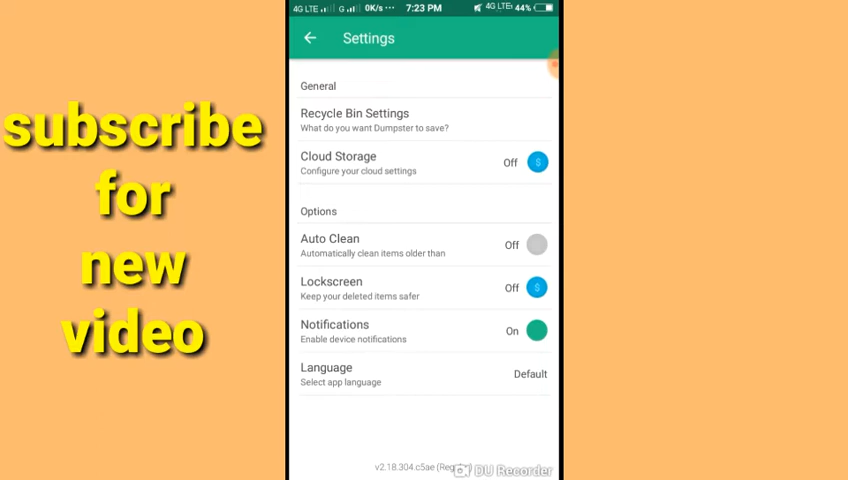 subscribe
for
new
video
4G LTE G 0K/s ··· 7:23 PM 4G LTE 44%
Settings
General
Recycle Bin Settings
What do you want Dumpster to save?
Cloud Storage
Configure your cloud settings
Off $
Options
Auto Clean
Automatically clean items older than
Off
Lockscreen
Keep your deleted items safer
Off $
Notifications
Enable device notifications
On
Language
Select app language
Default
v2.18.304.c5ae
DU Recorder